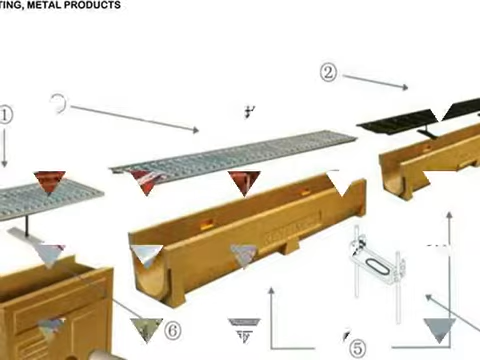 TING, METAL PRODUCTS
②
①
⑥
⑤